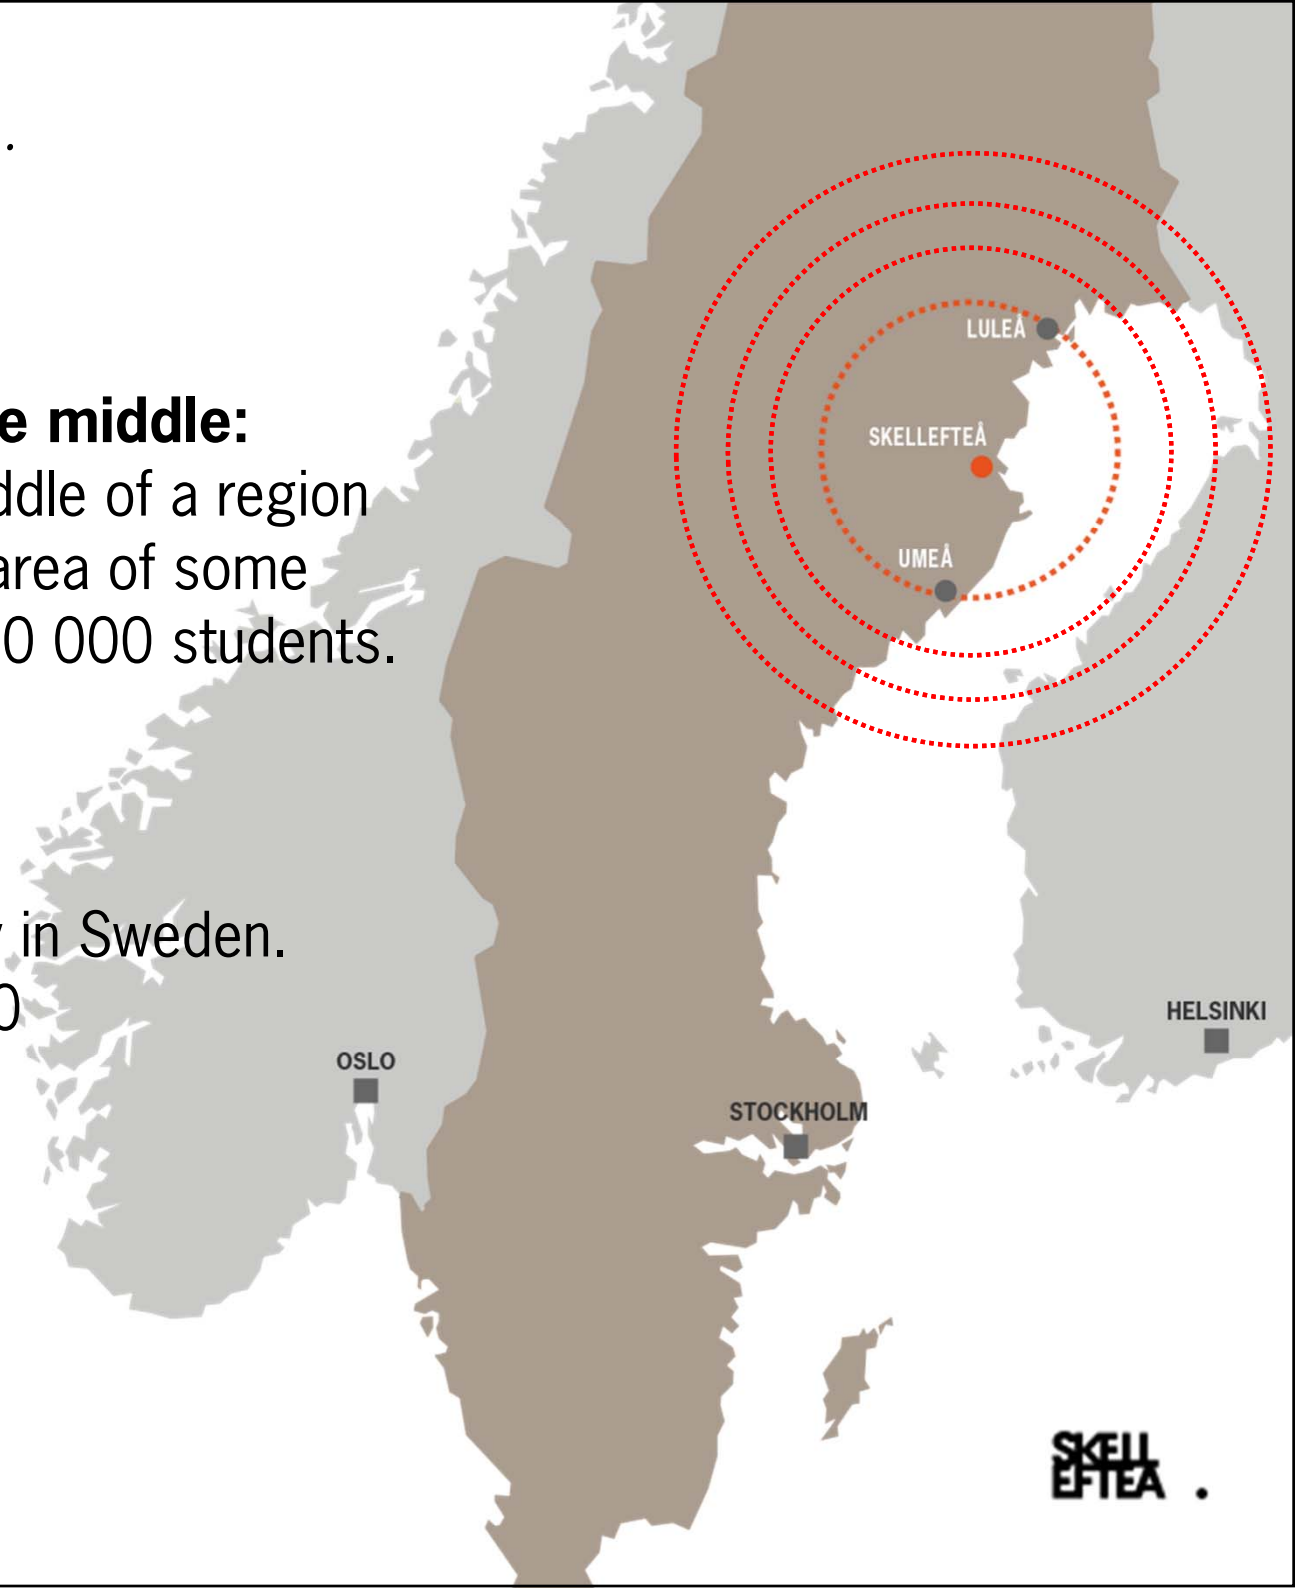 .
e middle:
ddle of a region
area of some
0 000 students.
y in Sweden.
0
LULEÅ
SKELLEFTEÅ
UMEÅ
HELSINKI
OSLO
STOCKHOLM
SKELL
EFTEÅ .